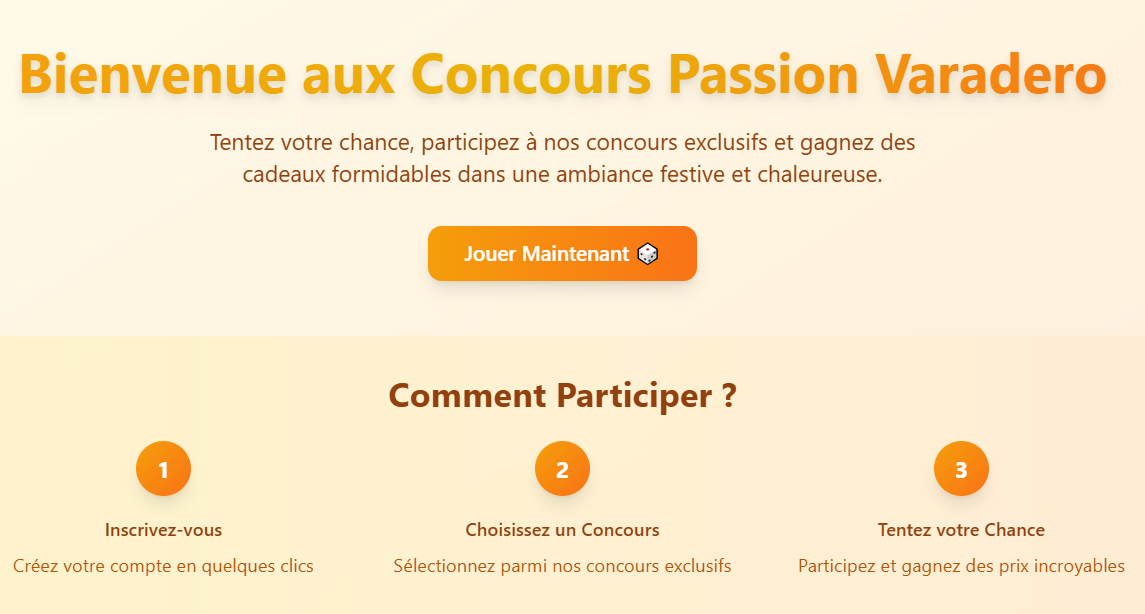 Bienvenue aux Concours Passion Varadero
Tentez votre chance, participez à nos concours exclusifs et gagnez des
cadeaux formidables dans une ambiance festive et chaleureuse.
Jouer Maintenant 🎲
Comment Participer ?
1
Inscrivez-vous
Créez votre compte en quelques clics
2
Choisissez un Concours
Sélectionnez parmi nos concours exclusifs
3
Tentez votre Chance
Participez et gagnez des prix incroyables